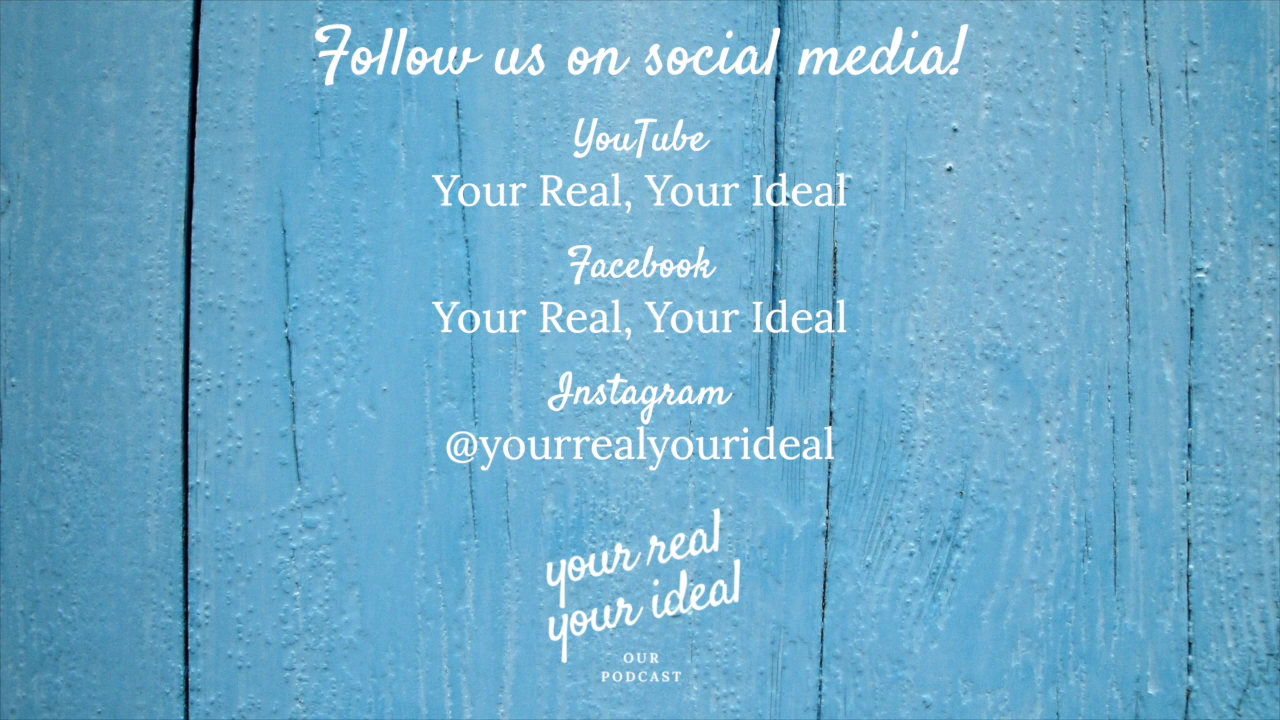 Follow us on social media!
YouTube
Your Real, Your Ideal
Facebook
Your Real, Your Ideal
Instagram
@yourrealyourideal
your real
your ideal
OUR
PODCAST